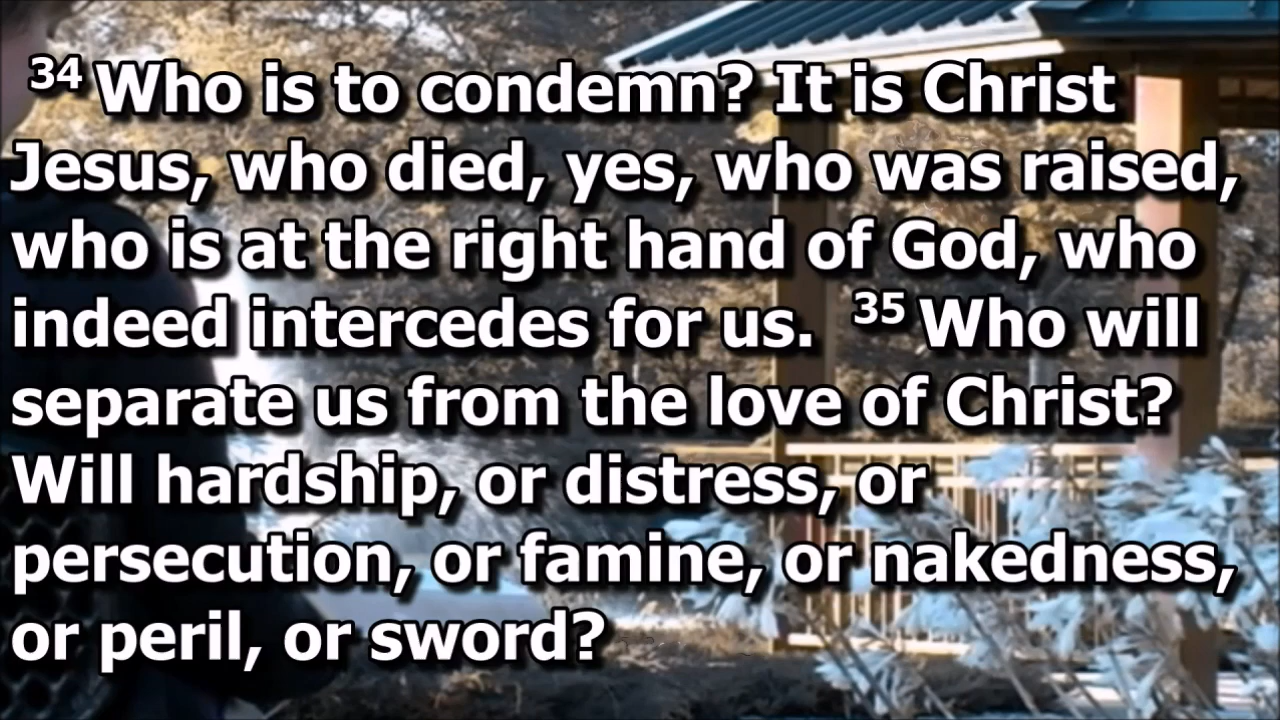 34 Who is to condemn? It is Christ
Jesus, who died, yes, who was raised,
who is at the right hand of God, who
indeed intercedes for us. 35 Who will
separate us from the love of Christ?
Will hardship, or distress, or
persecution, or famine, or nakedness,
or peril, or sword?